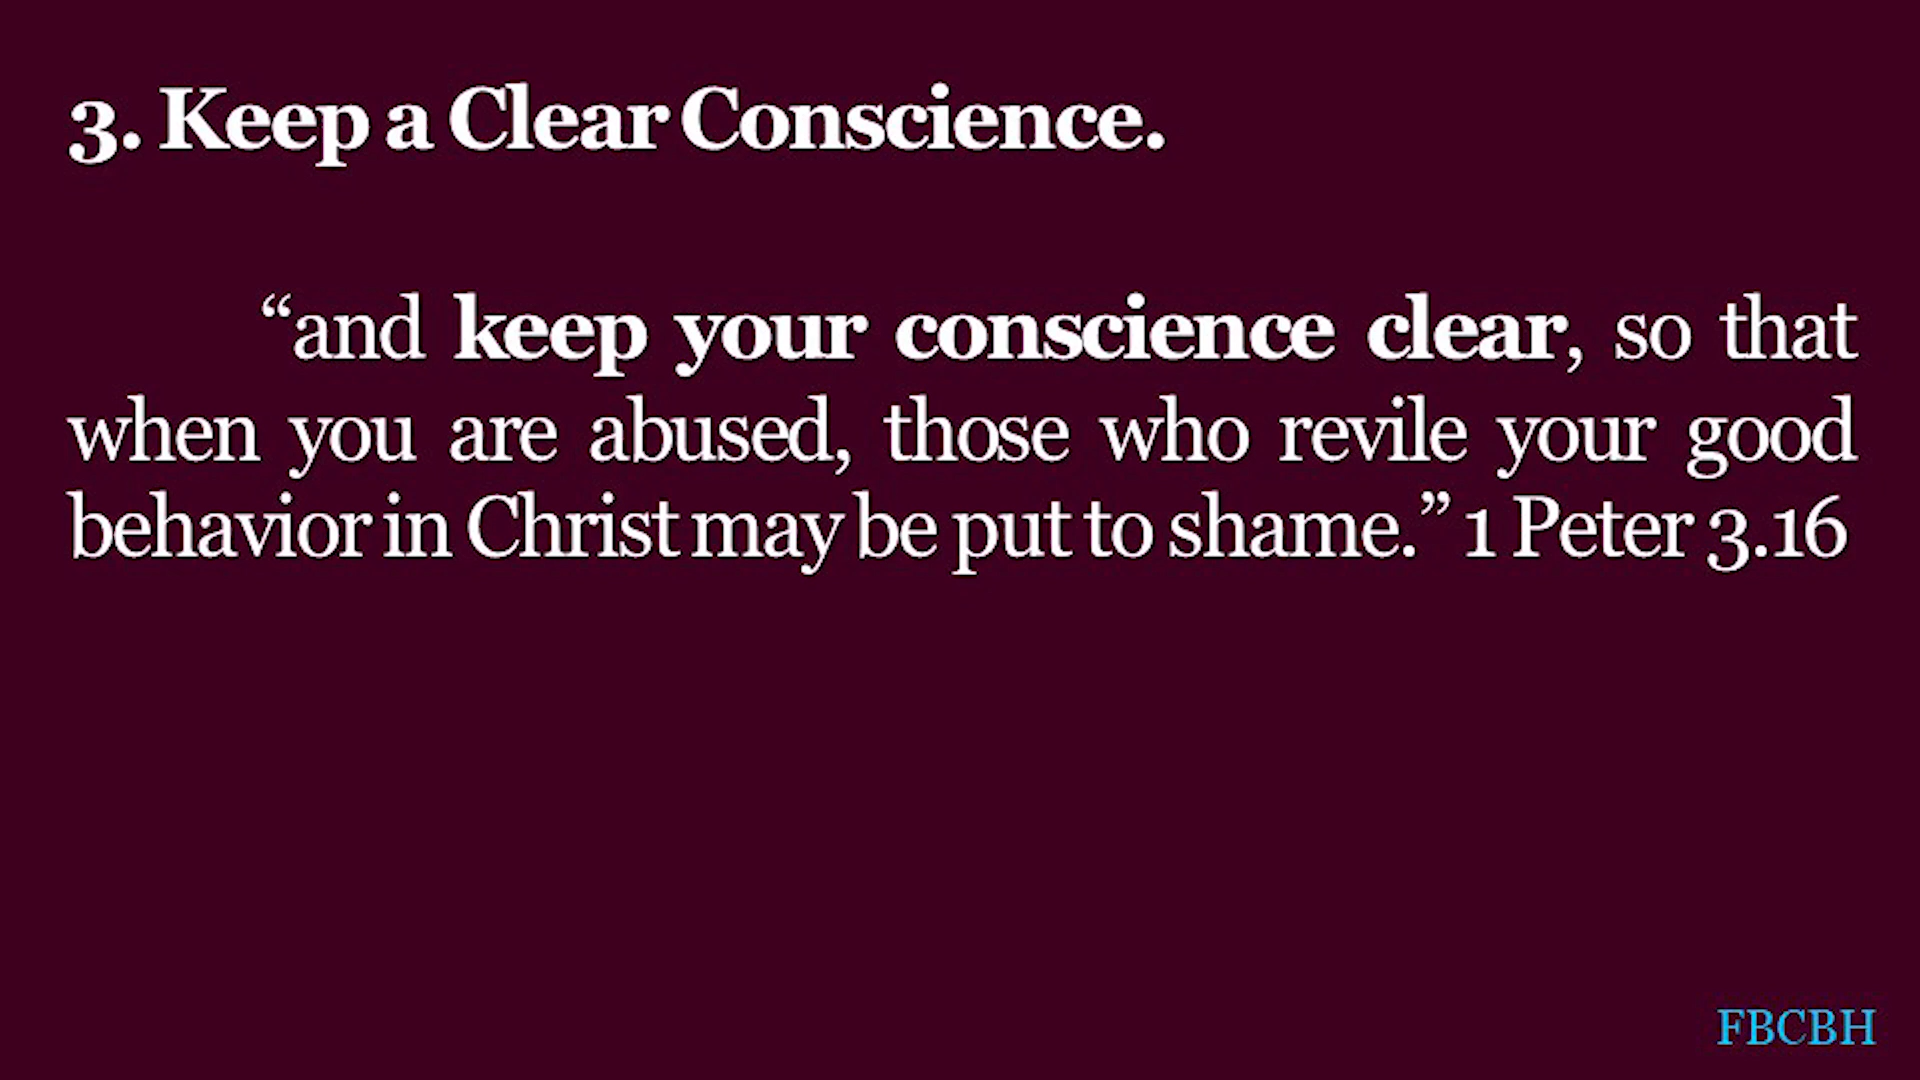 3. Keep a Clear Conscience.
“and keep your conscience clear, so that
when you are abused, those who revile your good
behavior in Christ may be put to shame.” 1 Peter 3.16
FBCBH